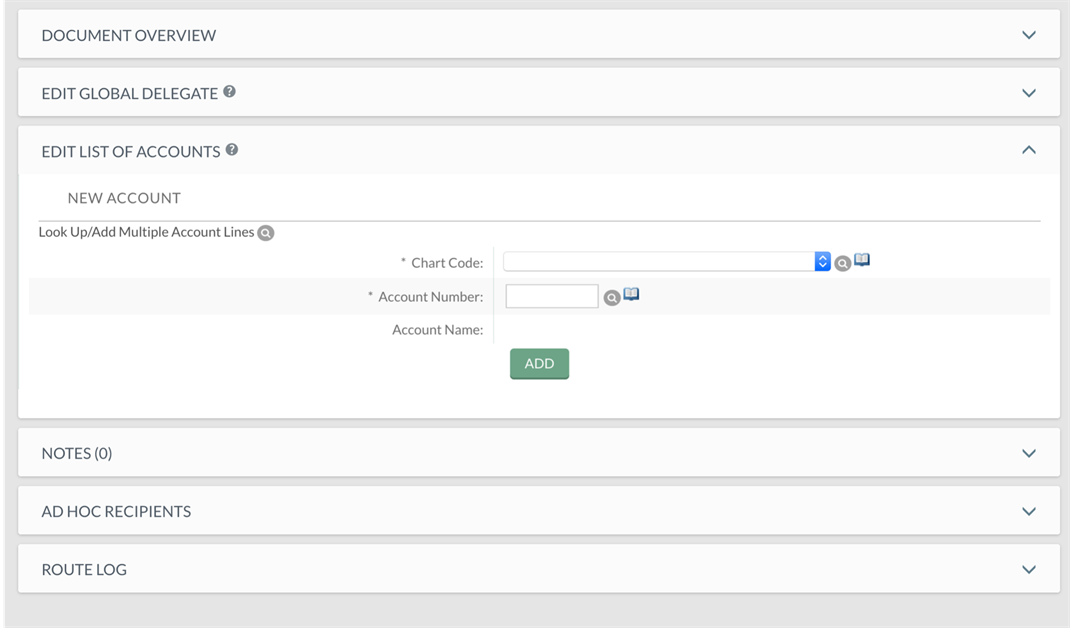 DOCUMENT OVERVIEW
EDIT GLOBAL DELEGATE ?
EDIT LIST OF ACCOUNTS ?
NEW ACCOUNT
Look Up/Add Multiple Account Lines
* Chart Code:
* Account Number:
Account Name:
ADD
NOTES (0)
AD HOC RECIPIENTS
ROUTE LOG